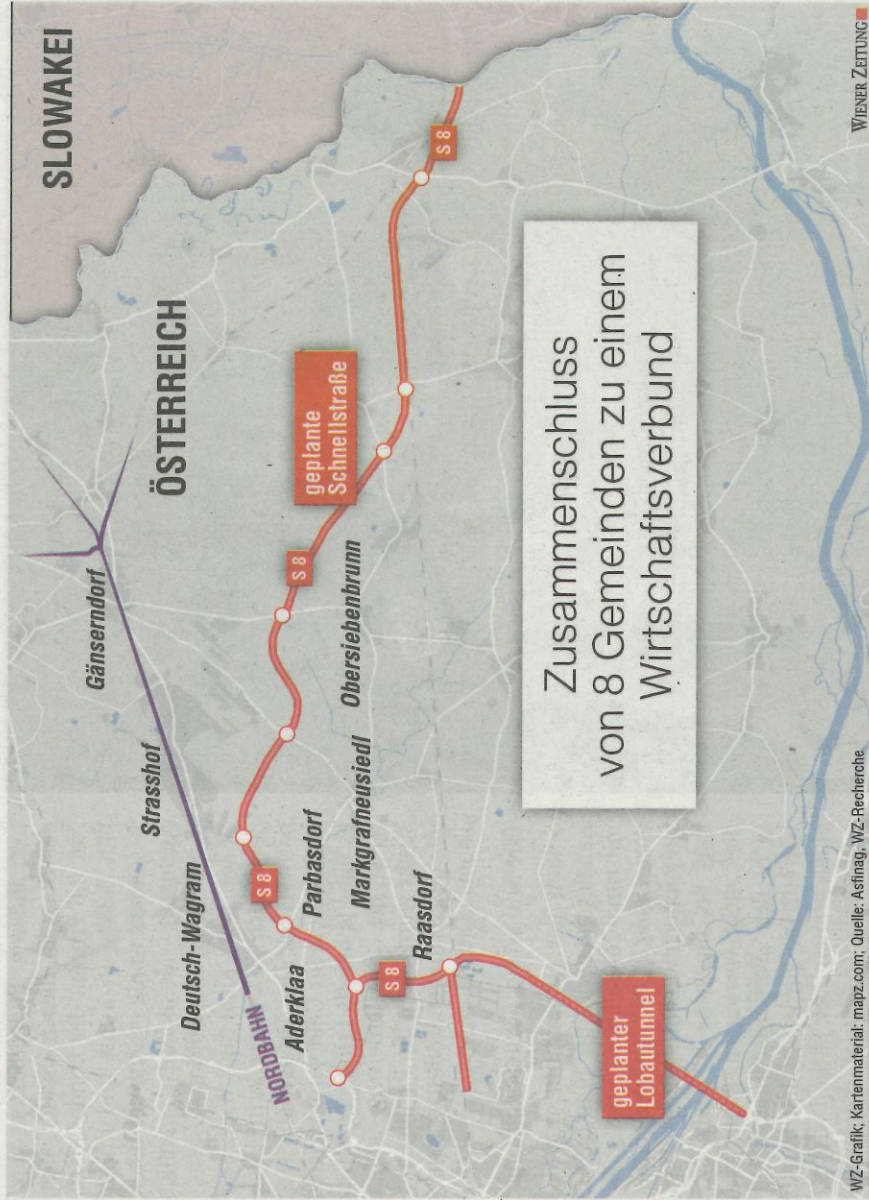 SLOWAKEI
ÖSTERREICH
Gänserndorf
Strasshof
Deutsch-Wagram
NORDBAHN
Aderklaa
Parbasdorf
Markgrafneusiedl
Obersiebenbrunn
Raasdorf
S 8
S 8
S 8
S 8
geplante
Schnellstraße
geplanter
Lobautunnel
Zusammenschluss
von 8 Gemeinden zu einem
Wirtschaftsverbund
WZ-Grafik; Kartenmaterial: mapz.com; Quelle: Asfinag, WZ-Recherche
WIENER ZEITUNG